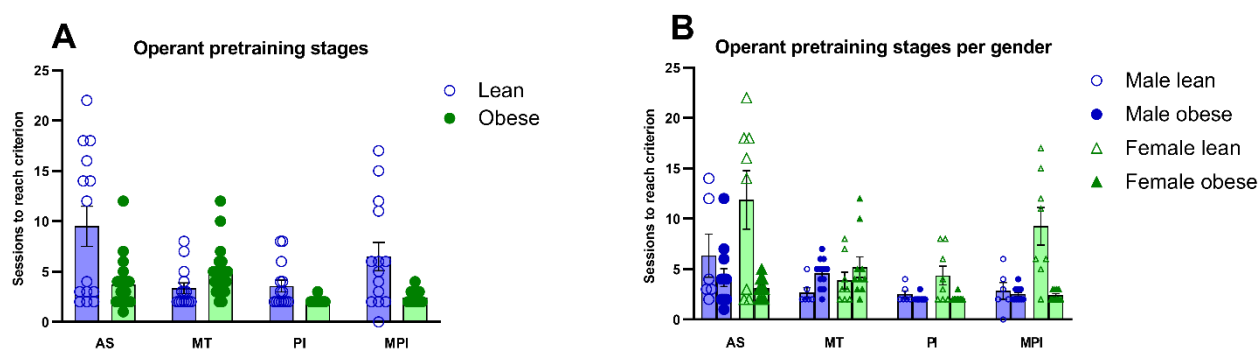 A
Operant pretraining stages
Sessions to reach criterion
25
20
15
10
5
0
AS MT PI MPI
Lean
Obese
B
Operant pretraining stages per gender
Sessions to reach criterion
25
20
15
10
5
0
AS MT PI MPI
Male lean
Male obese
Female lean
Female obese